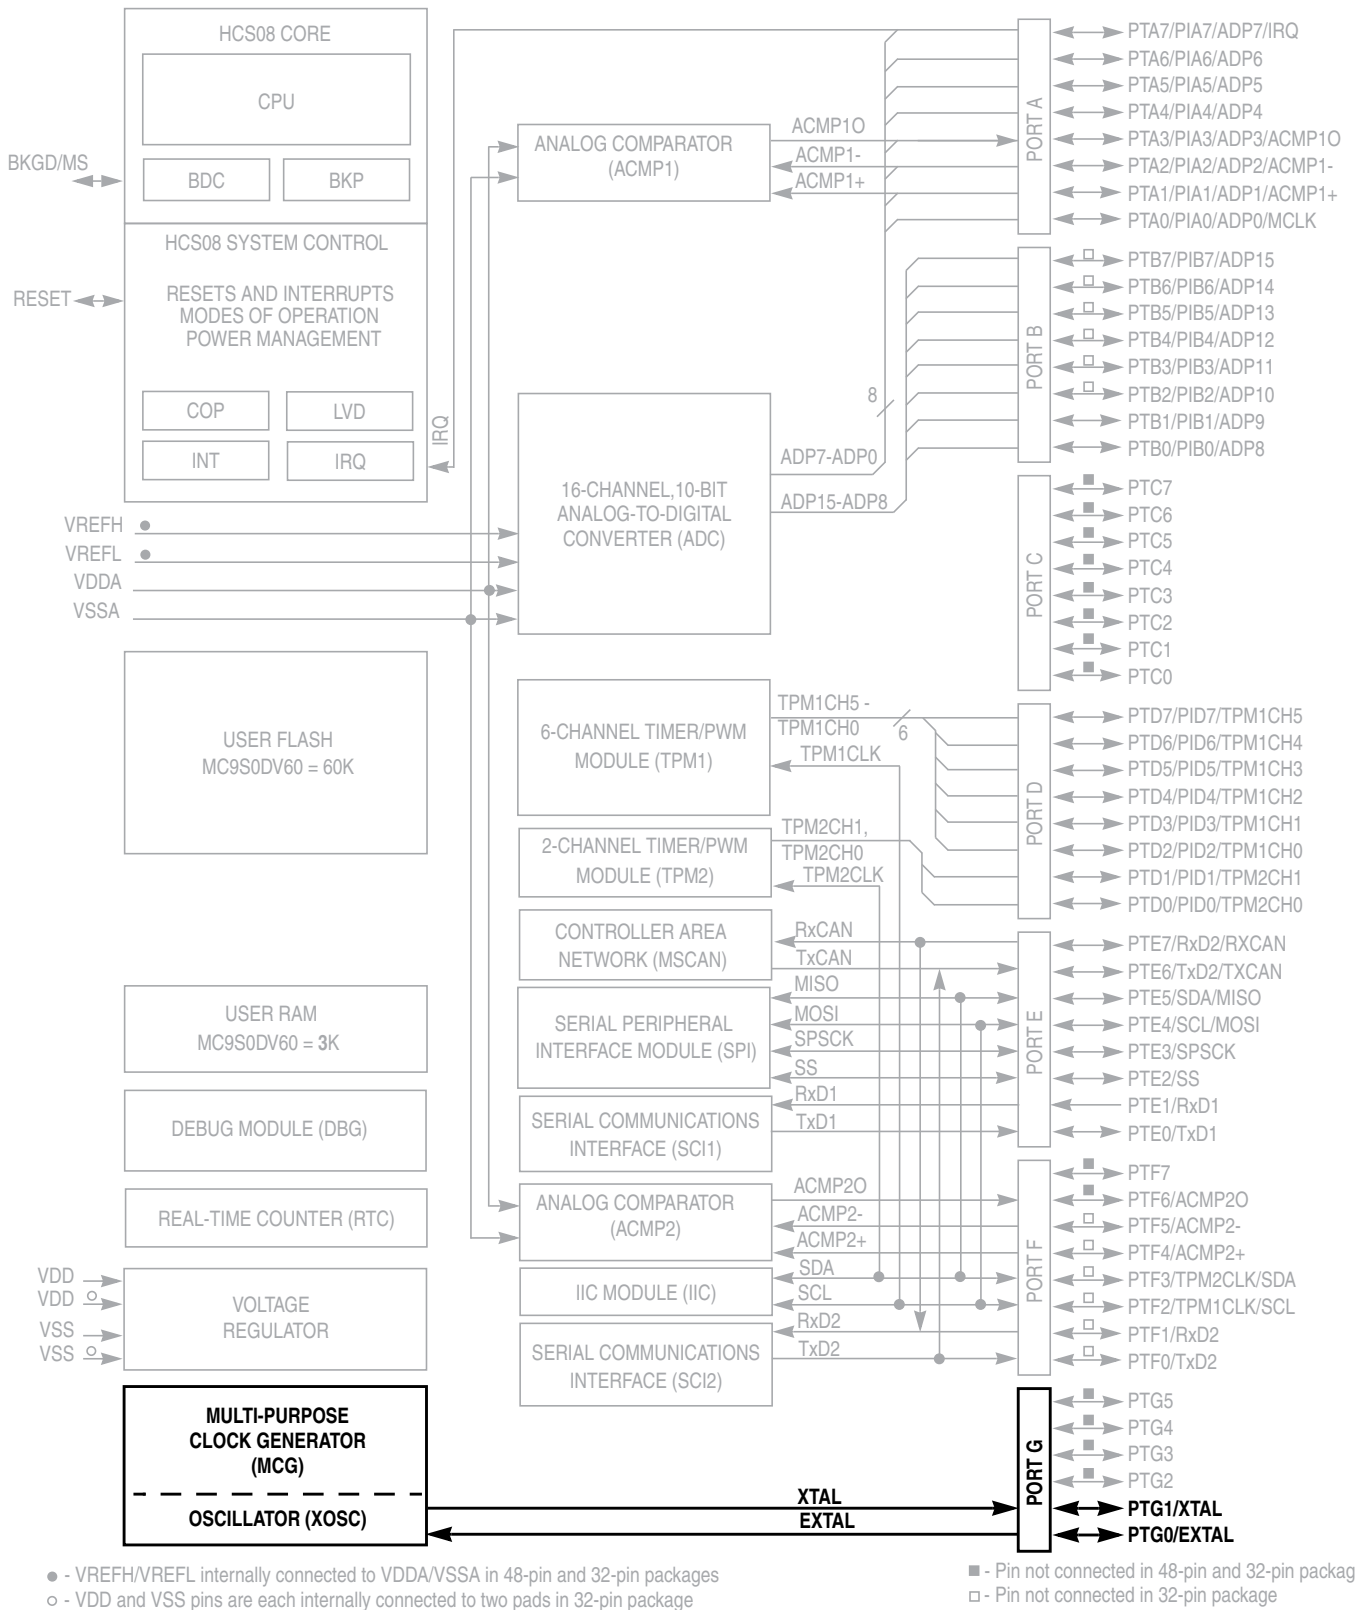 HCS08 CORE
CPU
BDC
BKP
BKGD/MS
HCS08 SYSTEM CONTROL
RESETS AND INTERRUPTS
MODES OF OPERATION
POWER MANAGEMENT
RESET
COP
LVD
INT
IRQ
IRQ
VREFH
VREFL
VDDA
VSSA
USER FLASH
MC9S0DV60 = 60K
USER RAM
MC9S0DV60 = 3K
DEBUG MODULE (DBG)
REAL-TIME COUNTER (RTC)
VDD
VDD
VSS
VSS
VOLTAGE
REGULATOR
MULTI-PURPOSE
CLOCK GENERATOR
(MCG)
OSCILLATOR (XOSC)
ANALOG COMPARATOR
(ACMP1)
ACMP1O
ACMP1-
ACMP1+
16-CHANNEL,10-BIT
ANALOG-TO-DIGITAL
CONVERTER (ADC)
8
ADP7-ADP0
ADP15-ADP8
6-CHANNEL TIMER/PWM
MODULE (TPM1)
TPM1CH5 -
TPM1CH0
6
TPM1CLK
2-CHANNEL TIMER/PWM
MODULE (TPM2)
TPM2CH1,
TPM2CH0
TPM2CLK
CONTROLLER AREA
NETWORK (MSCAN)
RxCAN
TxCAN
SERIAL PERIPHERAL
INTERFACE MODULE (SPI)
MISO
MOSI
SPSCK
SS
SERIAL COMMUNICATIONS
INTERFACE (SCI1)
RxD1
TxD1
ANALOG COMPARATOR
(ACMP2)
ACMP2O
ACMP2-
ACMP2+
IIC MODULE (IIC)
SDA
SCL
SERIAL COMMUNICATIONS
INTERFACE (SCI2)
RxD2
TxD2
XTAL
EXTAL
PORT A
PTA7/PIA7/ADP7/IRQ
PTA6/PIA6/ADP6
PTA5/PIA5/ADP5
PTA4/PIA4/ADP4
PTA3/PIA3/ADP3/ACMP1O
PTA2/PIA2/ADP2/ACMP1-
PTA1/PIA1/ADP1/ACMP1+
PTA0/PIA0/ADP0/MCLK
PORT B
PTB7/PIB7/ADP15
PTB6/PIB6/ADP14
PTB5/PIB5/ADP13
PTB4/PIB4/ADP12
PTB3/PIB3/ADP11
PTB2/PIB2/ADP10
PTB1/PIB1/ADP9
PTB0/PIB0/ADP8
PORT C
PTC7
PTC6
PTC5
PTC4
PTC3
PTC2
PTC1
PTC0
PORT D
PTD7/PID7/TPM1CH5
PTD6/PID6/TPM1CH4
PTD5/PID5/TPM1CH3
PTD4/PID4/TPM1CH2
PTD3/PID3/TPM1CH1
PTD2/PID2/TPM1CH0
PTD1/PID1/TPM2CH1
PTD0/PID0/TPM2CH0
PORT E
PTE7/RxD2/RXCAN
PTE6/TxD2/TXCAN
PTE5/SDA/MISO
PTE4/SCL/MOSI
PTE3/SPSCK
PTE2/SS
PTE1/RxD1
PTE0/TxD1
PORT F
PTF7
PTF6/ACMP2O
PTF5/ACMP2-
PTF4/ACMP2+
PTF3/TPM2CLK/SDA
PTF2/TPM1CLK/SCL
PTF1/RxD2
PTF0/TxD2
PORT G
PTG5
PTG4
PTG3
PTG2
PTG1/XTAL
PTG0/EXTAL
● - VREFH/VREFL internally connected to VDDA/VSSA in 48-pin and 32-pin packages
○ - VDD and VSS pins are each internally connected to two pads in 32-pin package
■ - Pin not connected in 48-pin and 32-pin packag
□ - Pin not connected in 32-pin package